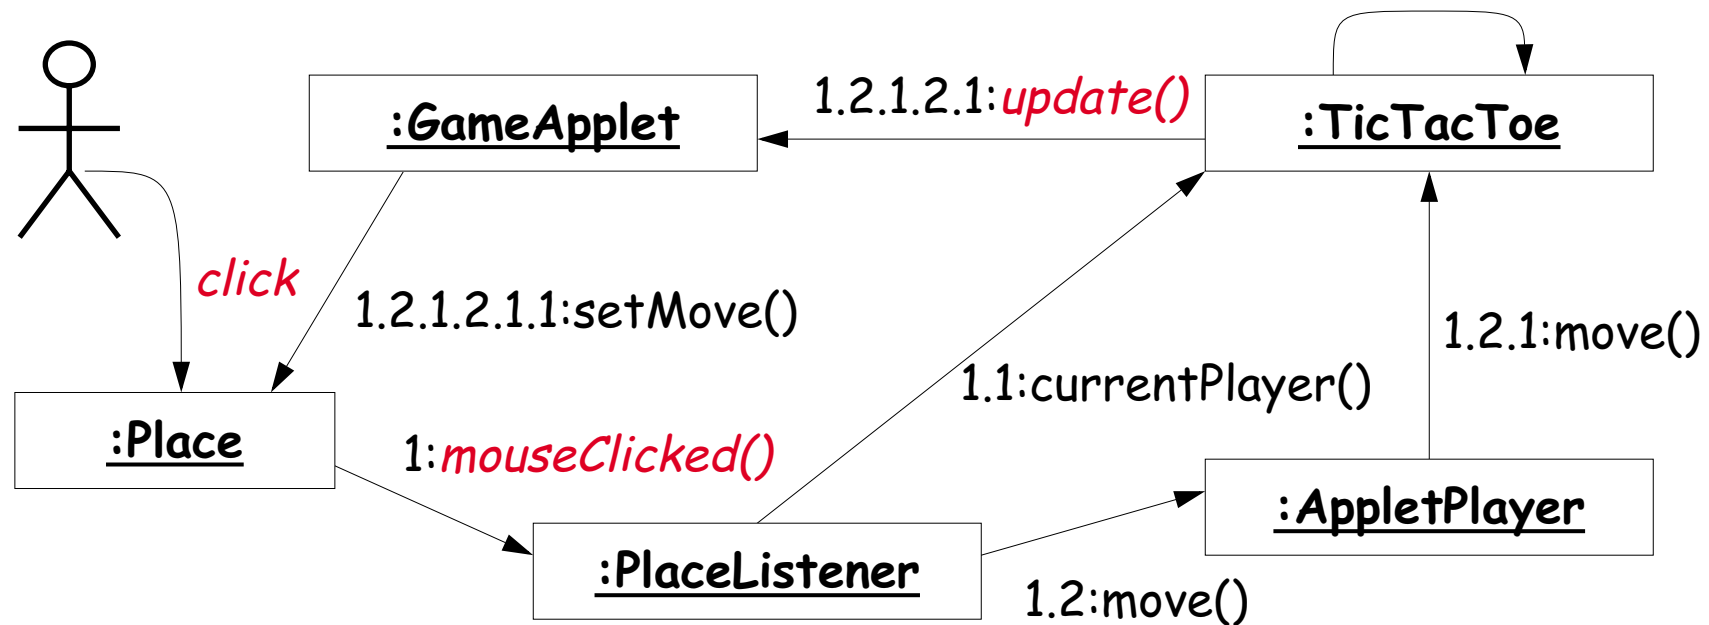 1.2.1.2.1:update()
:GameApplet
:TicTacToe
click
1.2.1.2.1.1:setMove()
1.2.1:move()
1.1:currentPlayer()
:Place
1:mouseClicked()
:AppletPlayer
:PlaceListener
1.2:move()